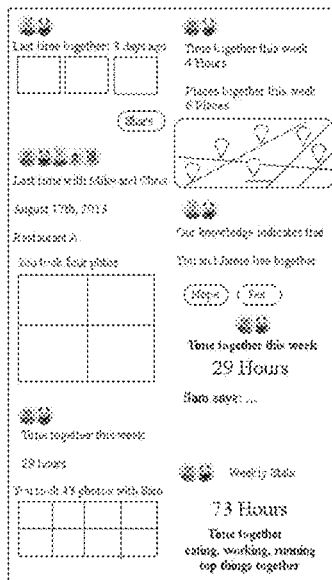 Last time together: 3 days ago
Share
Last time with Mike and Chris
August 17th, 2013
Restaurant A
You took four photos
Time together this week
29 hours
You took 43 photos with Sam
Time together this week
4 Hours
Places together this week
6 Places
Our knowledge indicates that
You and Jamie live together
Nope
Yes
Time together this week
29 Hours
Sam says: ...
Weekly Stats
73 Hours
Time together
eating, working, running
top things together